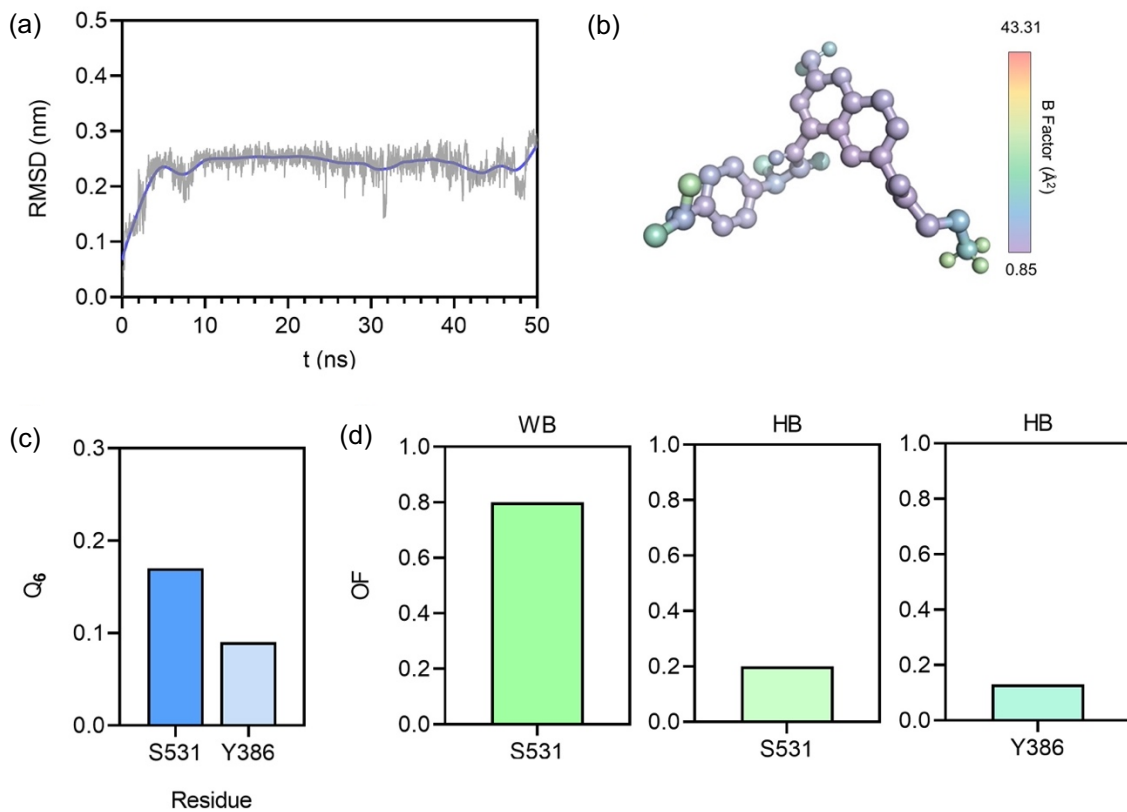 (a)
0.5
0.4
0.3
0.2
0.1
0.0
RMSD (nm)
0 10 20 30 40 50
t (ns)
(b)
43.31
B Factor (Å²)
0.85
(c)
0.3
0.2
0.1
0.0
Q₆
S531 Y386
Residue
(d)
WB
1.0
0.8
0.6
0.4
0.2
0.0
OF
S531
HB
1.0
0.8
0.6
0.4
0.2
0.0
S531
HB
1.0
0.8
0.6
0.4
0.2
0.0
Y386